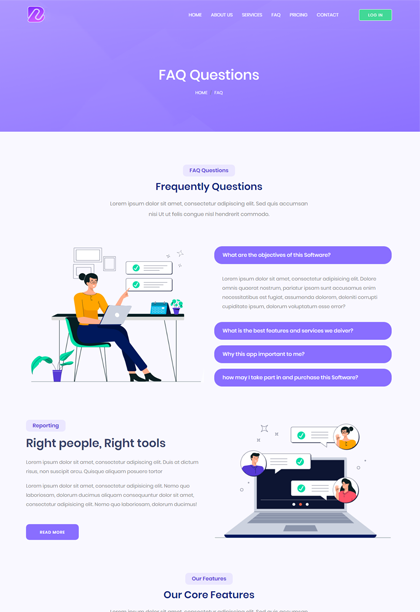 HOME ABOUT US SERVICES FAQ PRICING CONTACT LOG IN
FAQ Questions
HOME FAQ
FAQ Questions
Frequently Questions
Lorem ipsum dolor sit amet, consectetur adipiscing elit. Sed quis accumsan
nisi Ut ut felis congue nisl hendrerit commodo.
What are the objectives of this Software?
Lorem ipsum dolor sit amet, consectetur adipisicing elit. Dolore
omnis quaerat nostrum, pariatur ipsam sunt accusamus enim
necessitatibus est fugiat, assumenda dolorem, deleniti corrupti
cupiditate ipsum, dolorum voluptatum esse error?
What is the best features and services we deiver?
Why this app important to me?
how may I take part in and purchase this Software?
Reporting
Right people, Right tools
Lorem ipsum dolor sit amet, consectetur adipiscing elit. Duis at dictum
risus, non suscipit arcu. Quisque aliquam posuere tortor
Lorem ipsum dolor sit amet, consectetur adipisicing elit. Nemo quo
laboriosam, dolorum ducimus aliquam consequuntur dolor sit amet,
consectetur adipisicing elit. Nemo quo laboriosam, dolorum ducimus!
READ MORE
Our Features
Our Core Features